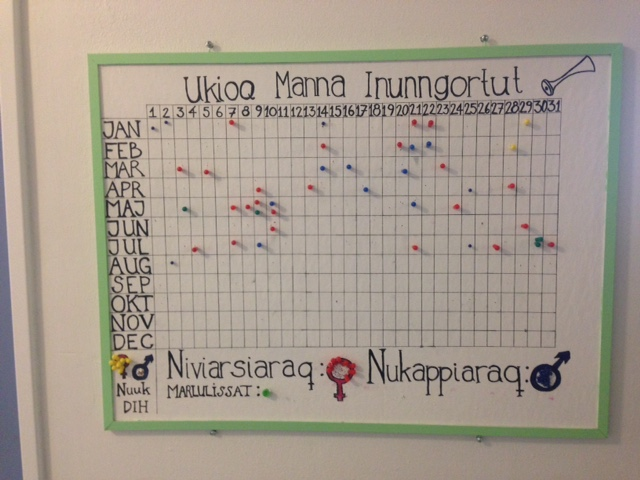 Ukioq Manna Inunngortut
1 2 3 4 5 6 7 8 9 10 11 12 13 14 15 16 17 18 19 20 21 22 23 24 25 26 27 28 29 30 31
JAN
FEB
MAR
APR
MAJ
JUN
JUL
AUG
SEP
OKT
NOV
DEC
Niviarsiaraq: Nukappiaraq:
Nuuk MARLULISSAT:
DIH